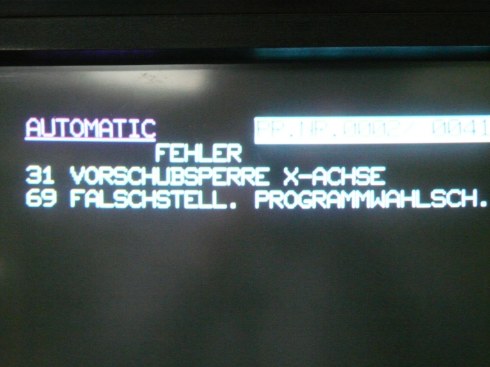 AUTOMATIC
FEHLER
31 VORSCHUBSPERRE X-ACHSE
69 FALSCHSTELL. PROGRAMMWAHLSCH.